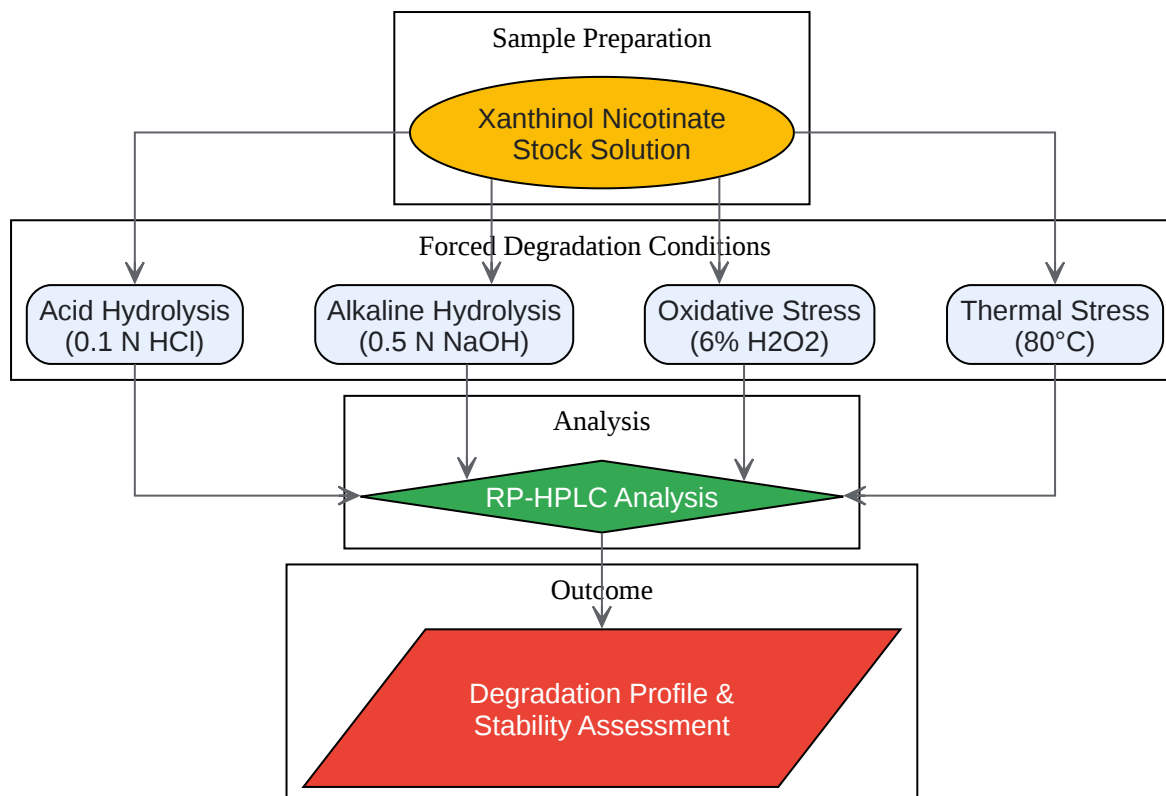 Sample Preparation
Xanthinol Nicotinate
Stock Solution
Forced Degradation Conditions
Acid Hydrolysis
(0.1 N HCl)
Alkaline Hydrolysis
(0.5 N NaOH)
Oxidative Stress
(6% H2O2)
Thermal Stress
(80°C)
Analysis
RP-HPLC Analysis
Outcome
Degradation Profile &
Stability Assessment